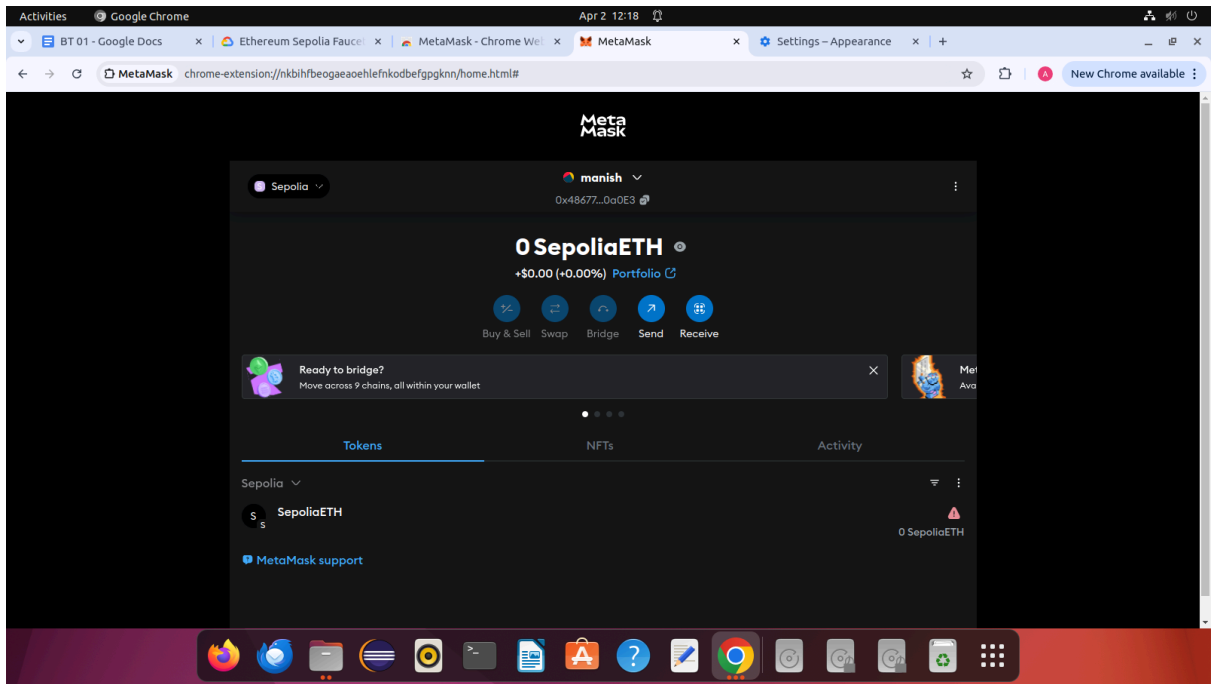 Activities Google Chrome Apr 2 12:18
BT 01 - Google Docs Ethereum Sepolia Fauce MetaMask - Chrome We MetaMask Settings – Appearance
MetaMask chrome-extension://nkbihfbeogaeaoehlefnkodbefgpgknn/home.html# A New Chrome available
Meta
Mask
S Sepolia manish
0x48677...0a0E3
0 SepoliaETH
+$0.00 (+0.00%) Portfolio
Buy & Sell Swap Bridge Send Receive
Ready to bridge? Met
Move across 9 chains, all within your wallet Ava
Tokens NFTs Activity
Sepolia
S S SepoliaETH
0 SepoliaETH
MetaMask support